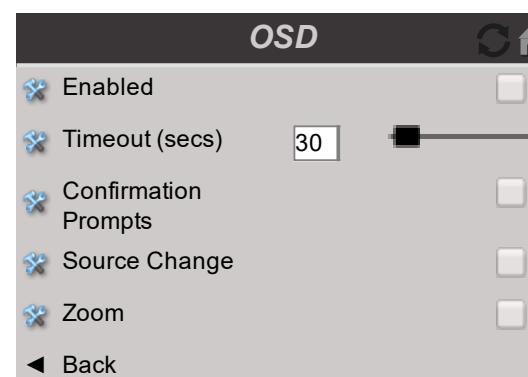 OSD
Enabled
Timeout (secs) 30
Confirmation
Prompts
Source Change
Zoom
Back